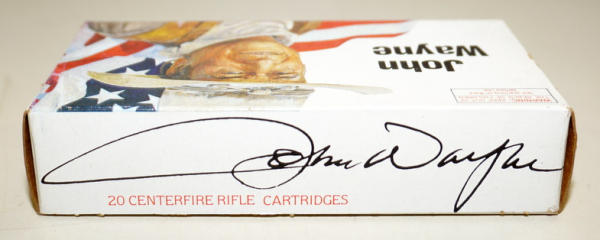 John
Wayne
John Wayne
20 CENTERFIRE RIFLE CARTRIDGES